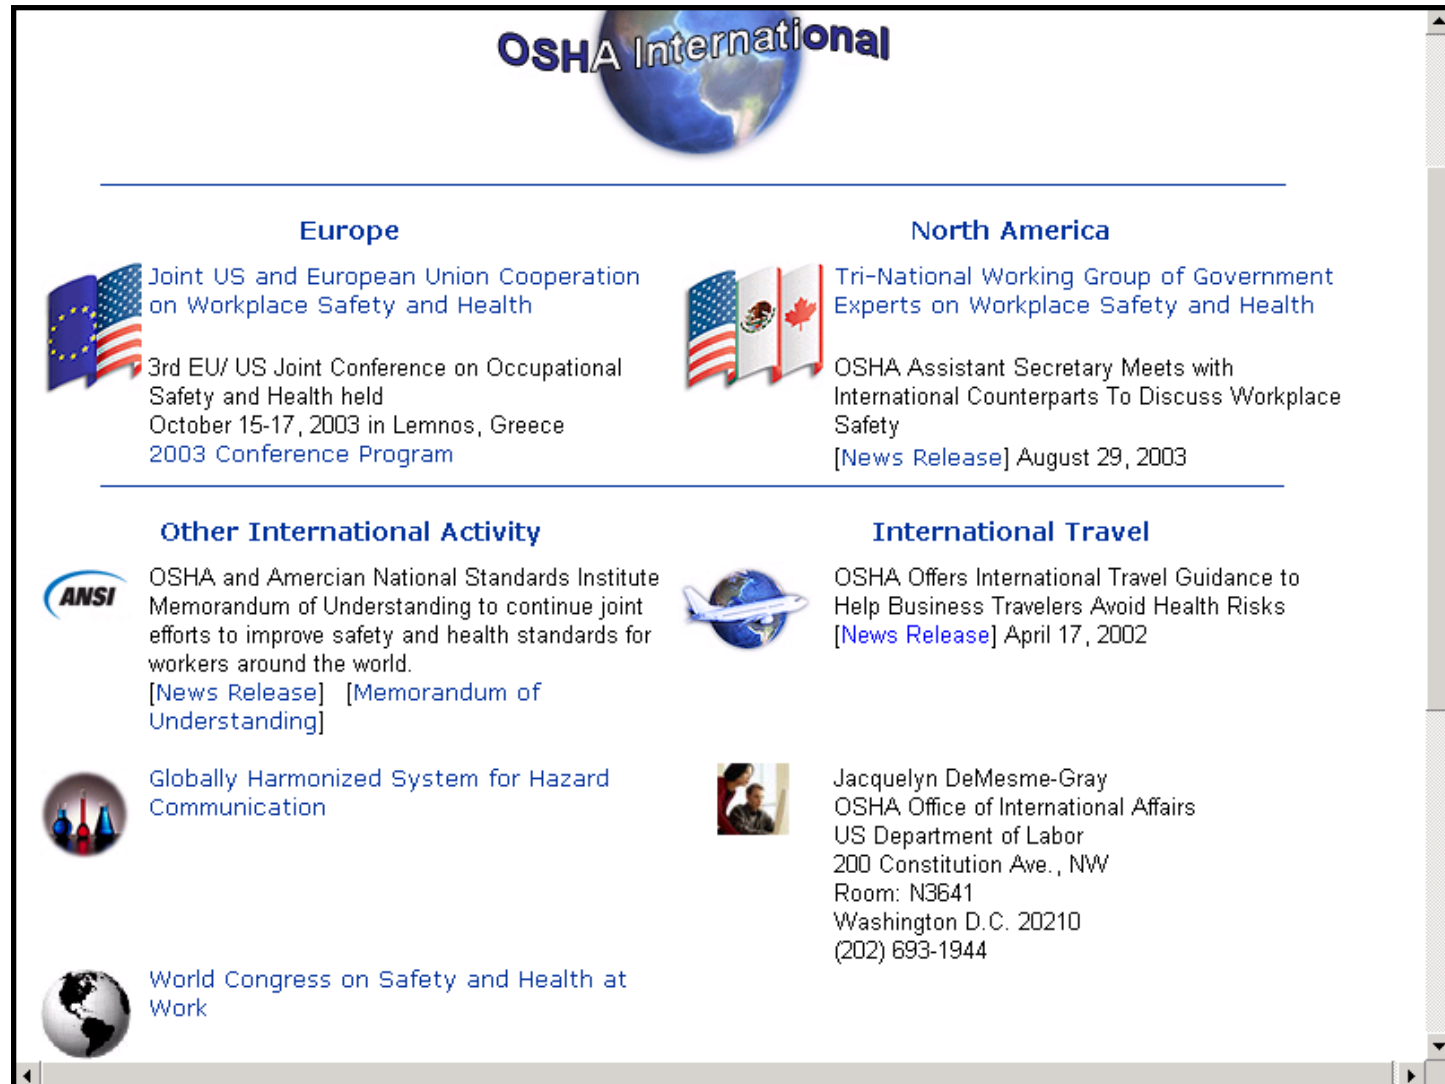 OSHA International
Europe
Joint US and European Union Cooperation
on Workplace Safety and Health
3rd EU/ US Joint Conference on Occupational
Safety and Health held
October 15-17, 2003 in Lemnos, Greece
2003 Conference Program
North America
Tri-National Working Group of Government
Experts on Workplace Safety and Health
OSHA Assistant Secretary Meets with
International Counterparts To Discuss Workplace
Safety
[News Release] August 29, 2003
Other International Activity
ANSI
OSHA and Amercian National Standards Institute
Memorandum of Understanding to continue joint
efforts to improve safety and health standards for
workers around the world.
[News Release] [Memorandum of
Understanding]
Globally Harmonized System for Hazard
Communication
World Congress on Safety and Health at
Work
International Travel
OSHA Offers International Travel Guidance to
Help Business Travelers Avoid Health Risks
[News Release] April 17, 2002
Jacquelyn DeMesme-Gray
OSHA Office of International Affairs
US Department of Labor
200 Constitution Ave., NW
Room: N3641
Washington D.C. 20210
(202) 693-1944